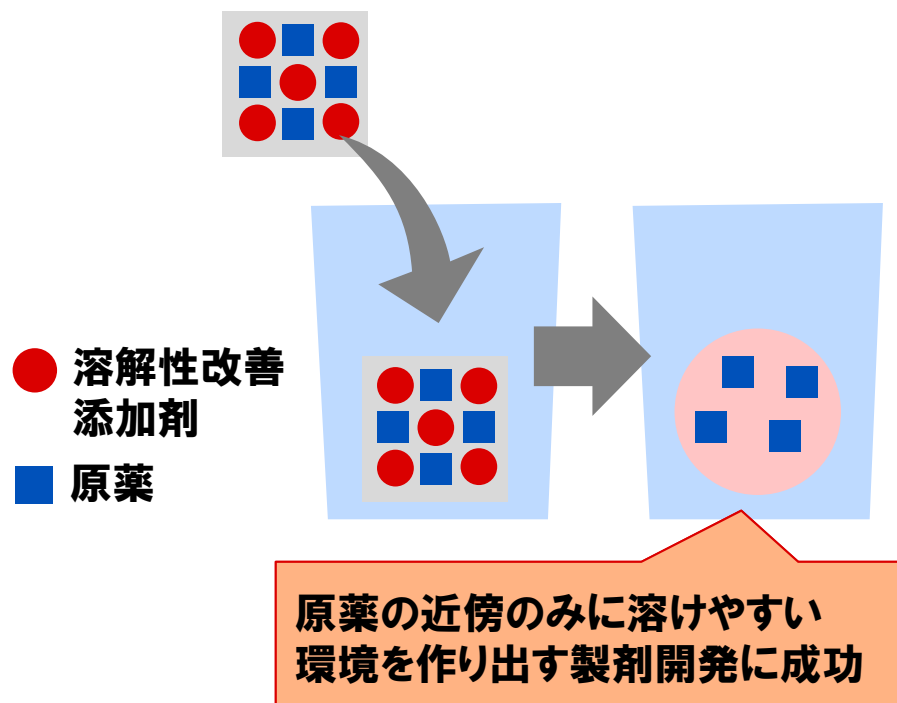 溶解性改善
添加剤
原薬
原薬の近傍のみに溶けやすい
環境を作り出す製剤開発に成功